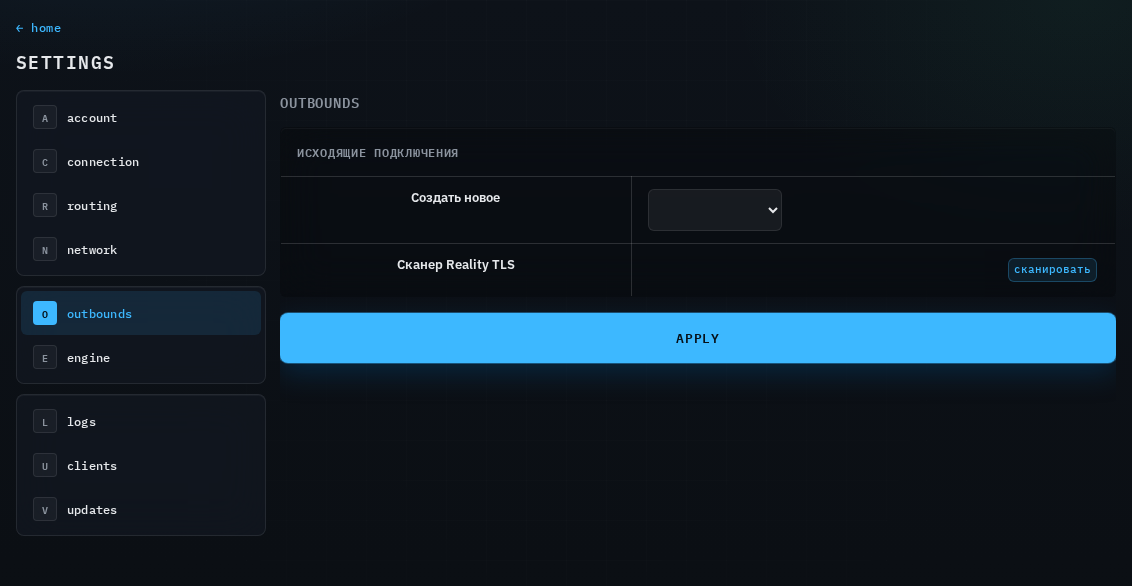 ← home
SETTINGS
A account
C connection
R routing
N network
O outbounds
E engine
L logs
U clients
V updates
OUTBOUNDS
ИСХОДЯЩИЕ ПОДКЛЮЧЕНИЯ
Создать новое
Сканер Reality TLS
сканировать
APPLY